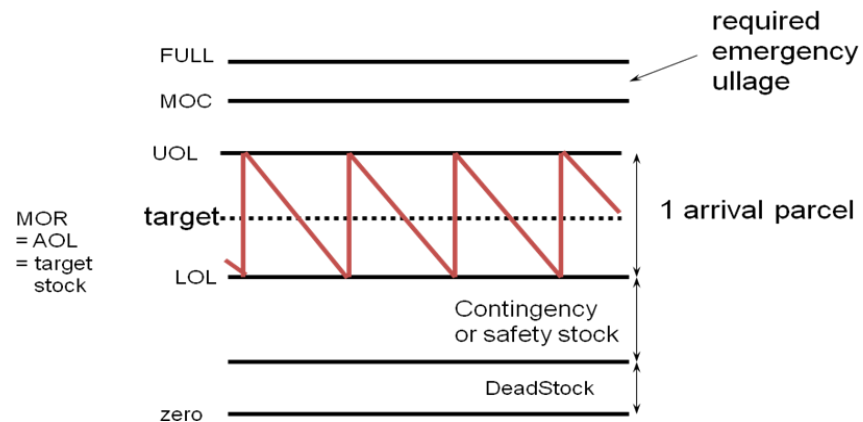 required
emergency
ullage
FULL
MOC
UOL
target
1 arrival parcel
MOR
= AOL
= target
stock
LOL
Contingency
or safety stock
DeadStock
zero